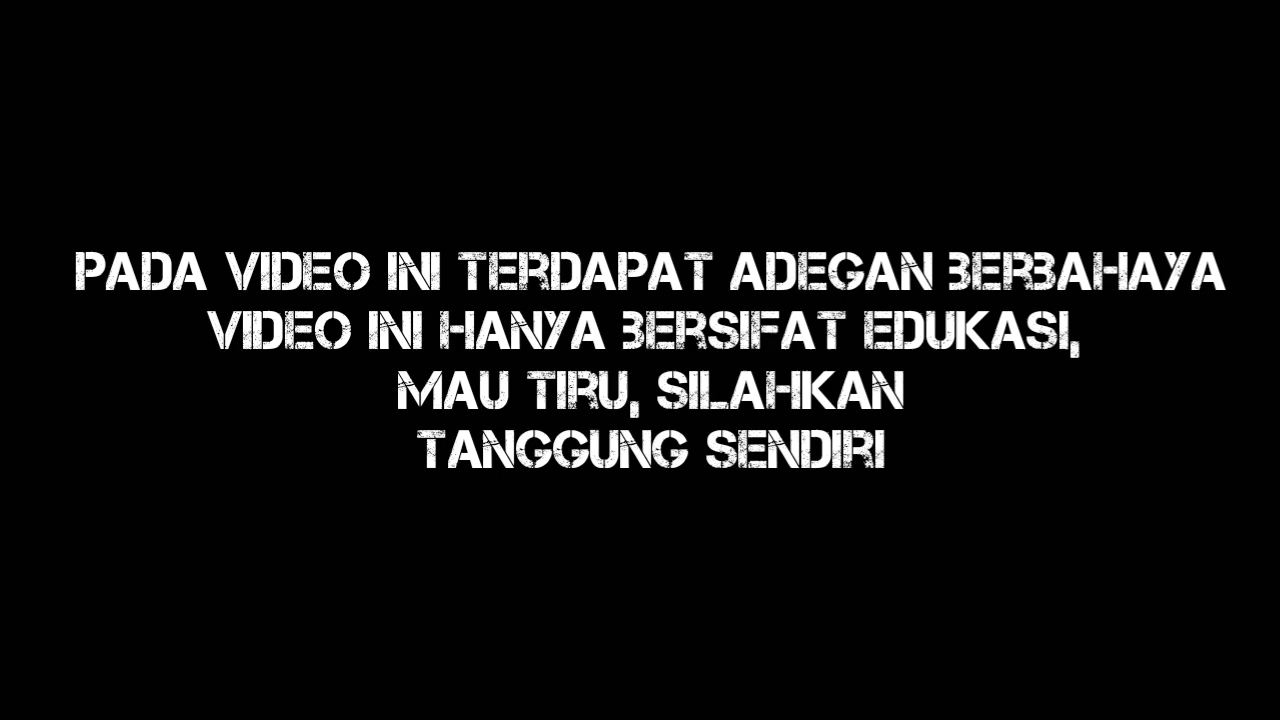 PADA VIDEO INI TERDAPAT ADEGAN BERBAHAYA
VIDEO INI HANYA BERSIFAT EDUKASI,
MAU TIRU, SILAHKAN
TANGGUNG SENDIRI